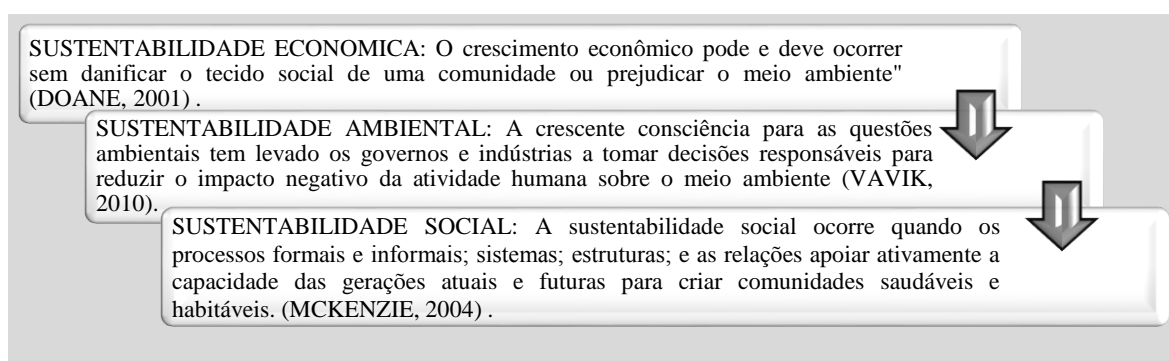 SUSTENTABILIDADE ECONOMICA: O crescimento econômico pode e deve ocorrer
sem danificar o tecido social de uma comunidade ou prejudicar o meio ambiente"
(DOANE, 2001) .
SUSTENTABILIDADE AMBIENTAL: A crescente consciência para as questões
ambientais tem levado os governos e indústrias a tomar decisões responsáveis para
reduzir o impacto negativo da atividade humana sobre o meio ambiente (VAVIK,
2010).
SUSTENTABILIDADE SOCIAL: A sustentabilidade social ocorre quando os
processos formais e informais; sistemas; estruturas; e as relações apoiar ativamente a
capacidade das gerações atuais e futuras para criar comunidades saudáveis e
habitáveis. (MCKENZIE, 2004) .